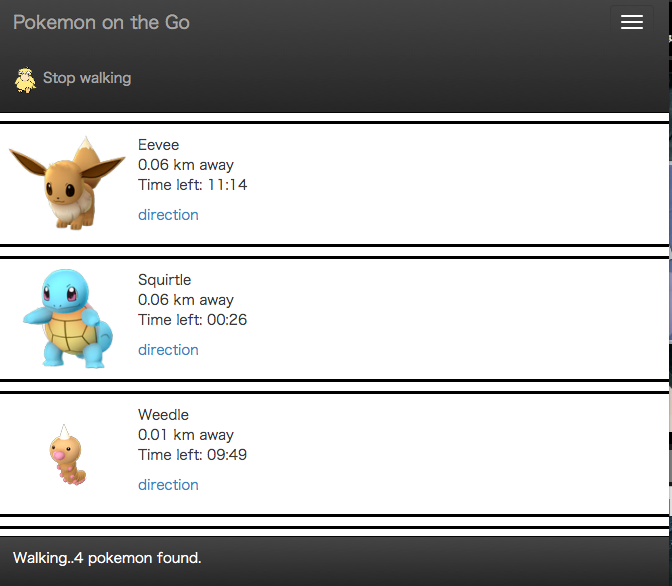 Pokemon on the Go
Stop walking
Eevee
0.06 km away
Time left: 11:14
direction
Squirtle
0.06 km away
Time left: 00:26
direction
Weedle
0.01 km away
Time left: 09:49
direction
Walking..4 pokemon found.